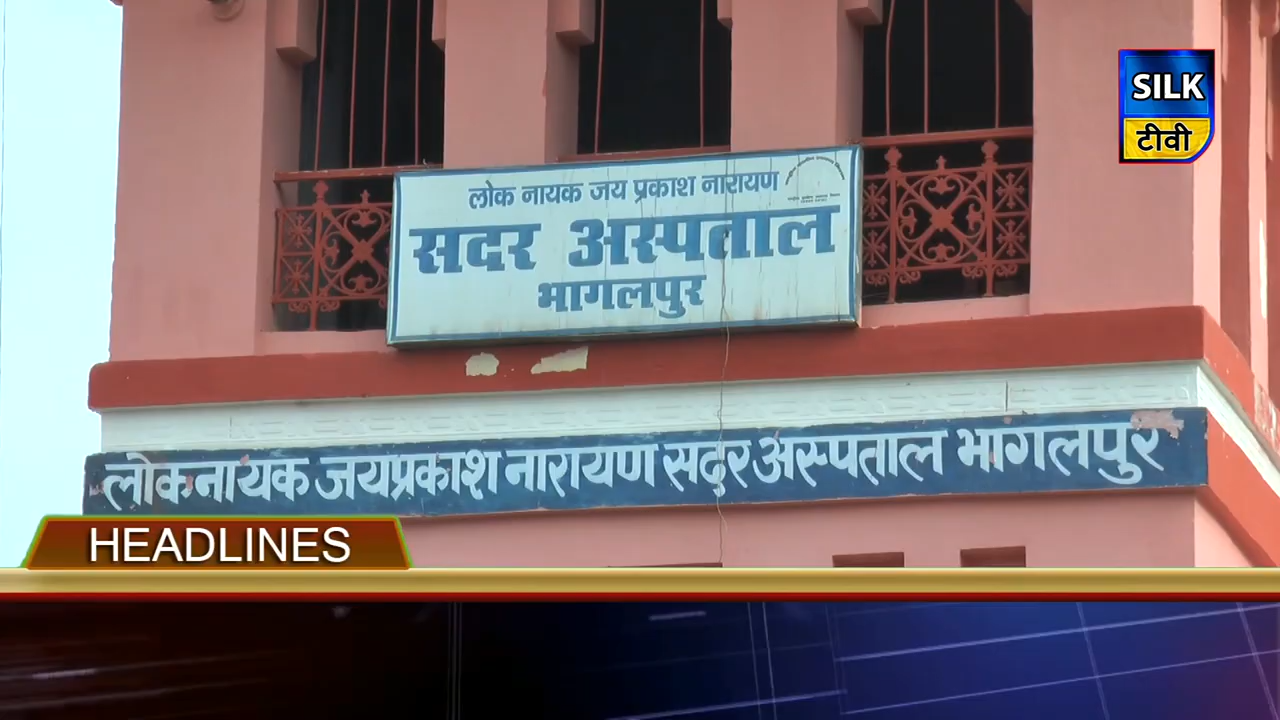 SILK
टीवी
लोक नायक जय प्रकाश नारायण
सदर अस्पताल
भागलपुर
लोकनायक जयप्रकाश नारायण सदर अस्पताल भागलपुर
HEADLINES